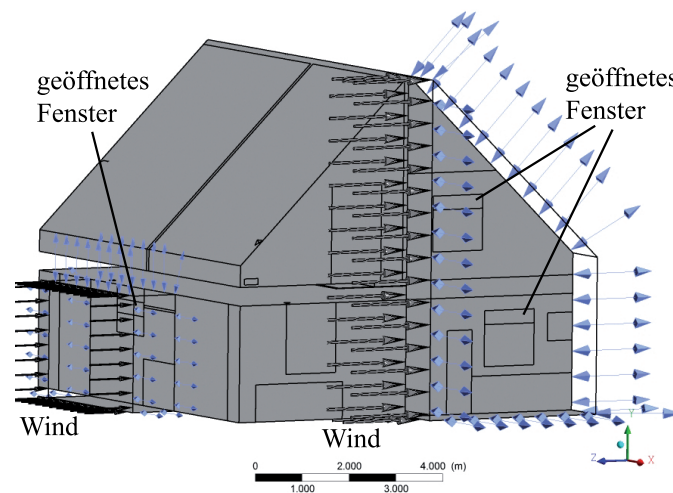 geöffnetes
Fenster
geöffnetes
Fenster
Wind
Wind
0 2.000 4.000 (m)
1.000 3.000
Y
Z X